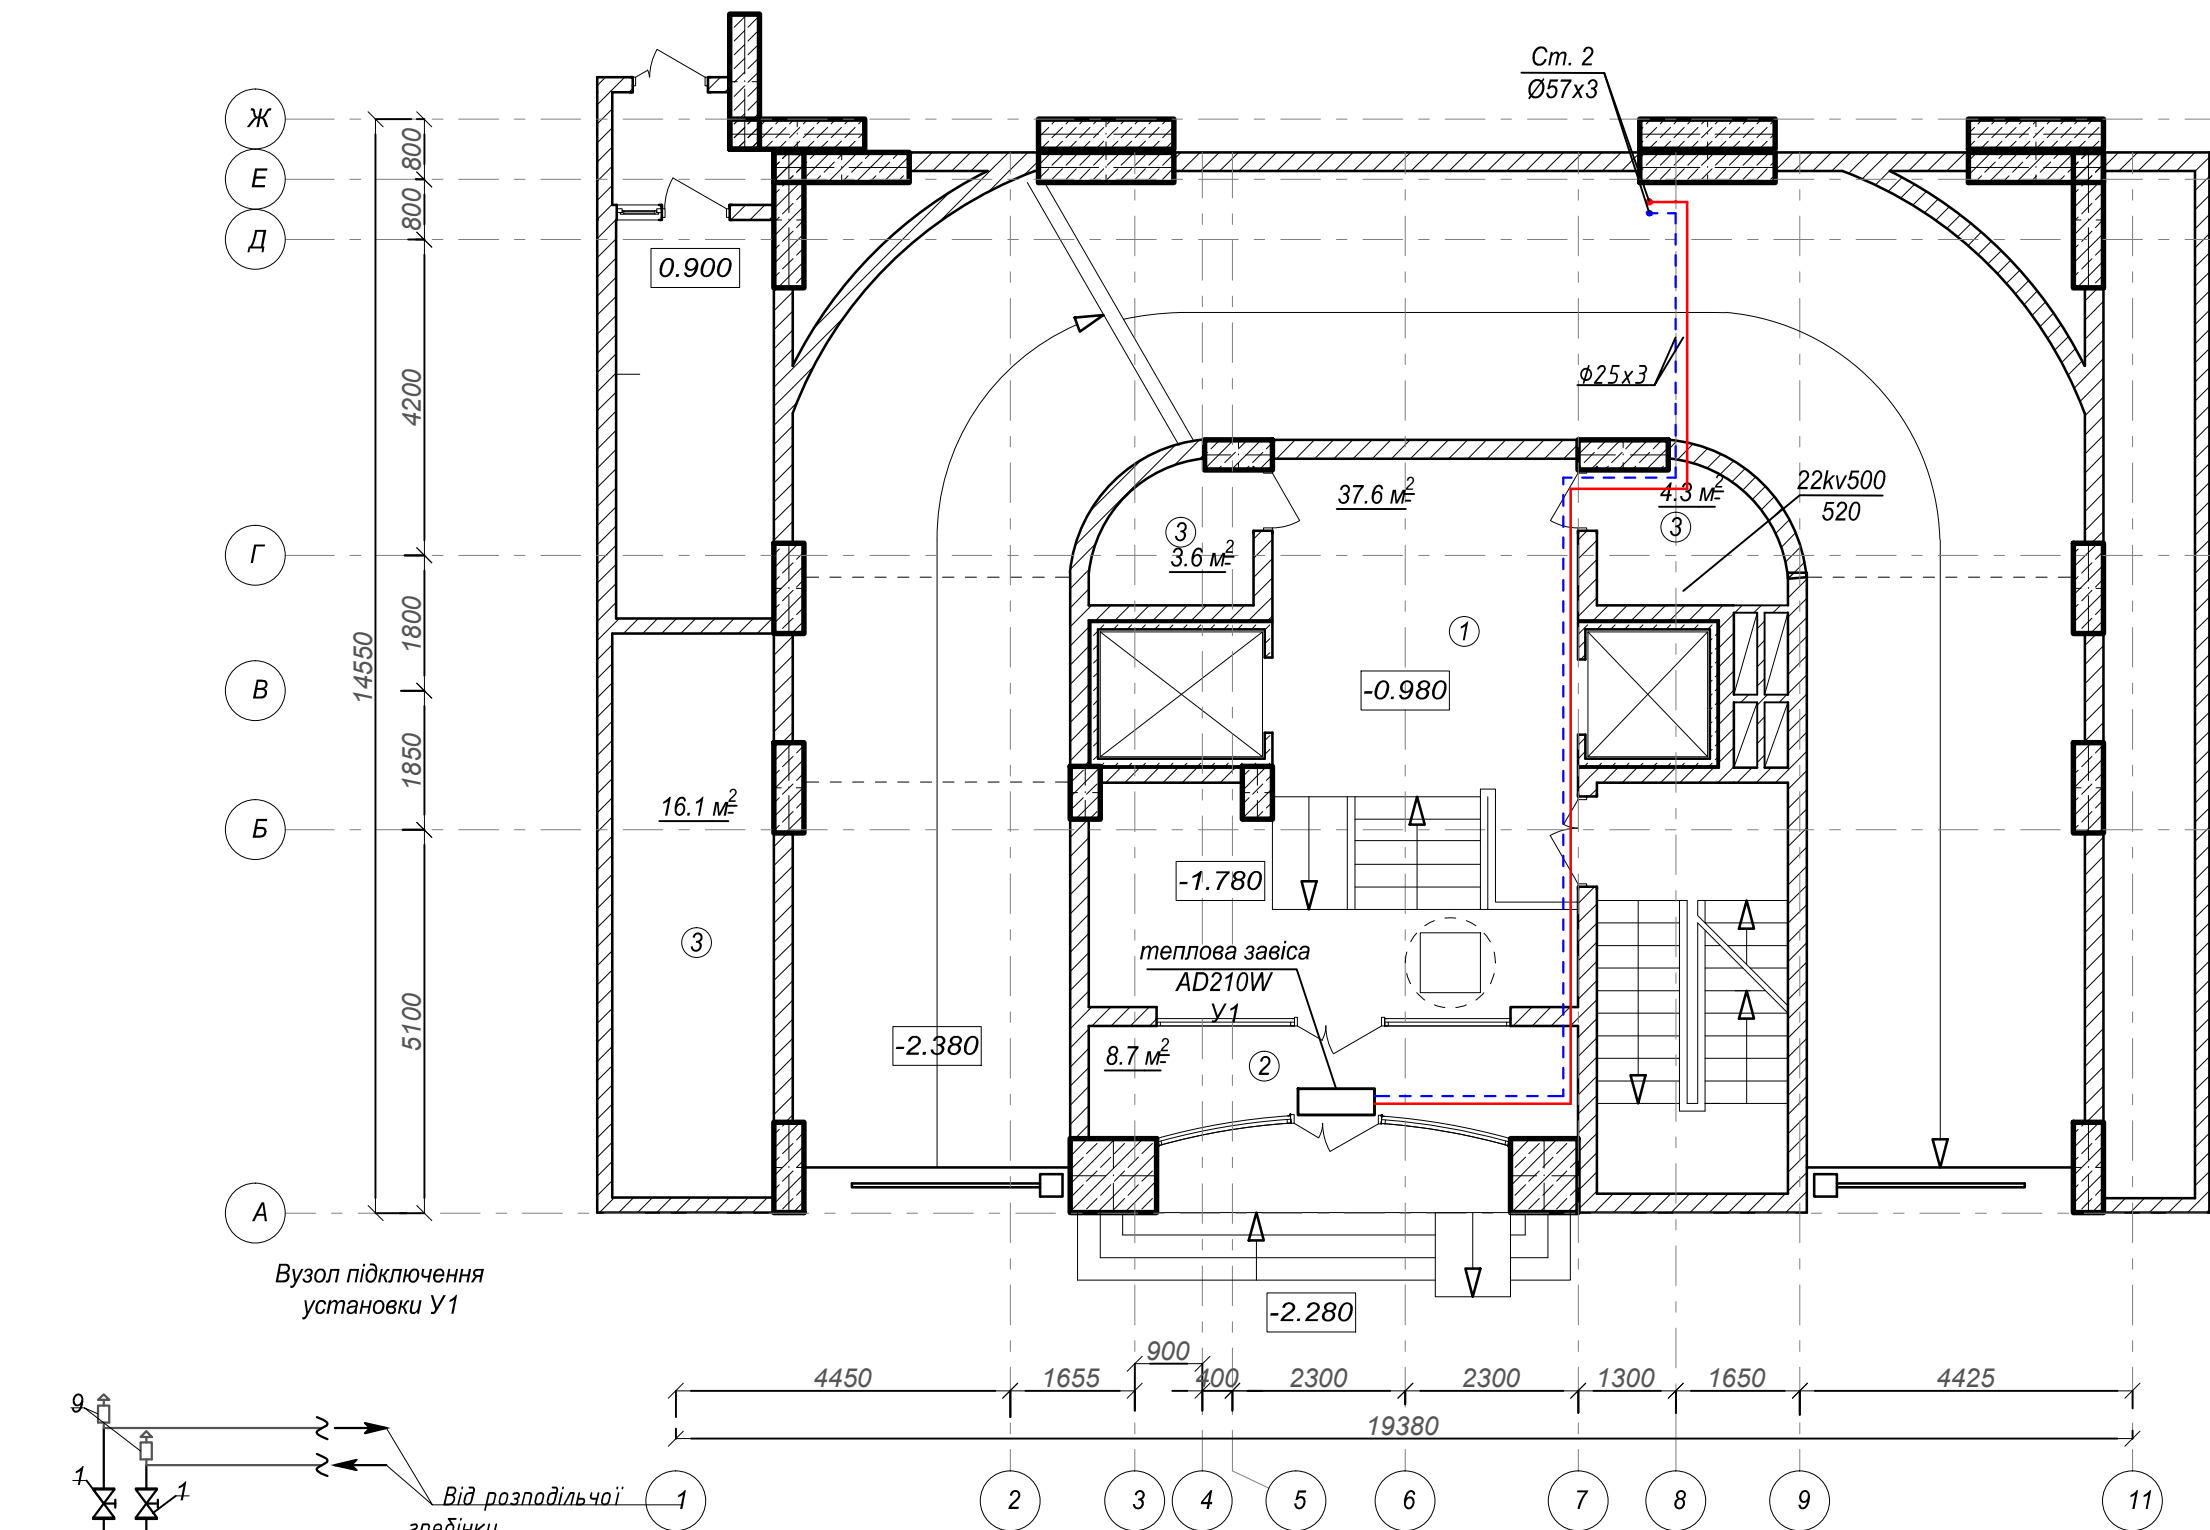 Ст. 2
Ø57х3
Ж
Е
Д
Г
В
Б
А
800
800
4200
1800
1850
5100
14550
0.900
ϕ25х3
37.6 м²
4.3 м²
22kv500
520
3
3
3.6 м²
1
-0.980
16.1 м²
-1.780
3
теплова завіса
AD210W
У1
-2.380
8.7 м²
2
-2.280
Вузол підключення
установки У1
900
4450
1655
400
2300
2300
1300
1650
4425
19380
9
1
1
Від розподільчої
гребінки
1
2
3
4
5
6
7
8
9
11